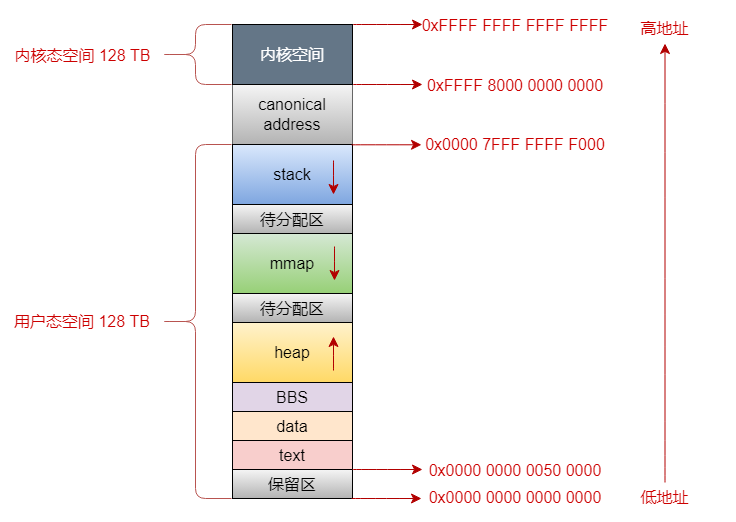 0xFFFF FFFF FFFF FFFF
高地址
内核态空间 128 TB
内核空间
0xFFFF 8000 0000 0000
canonical
address
0x0000 7FFF FFFF F000
stack
待分配区
mmap
待分配区
用户态空间 128 TB
heap
BBS
data
text
0x0000 0000 0050 0000
保留区
0x0000 0000 0000 0000
低地址